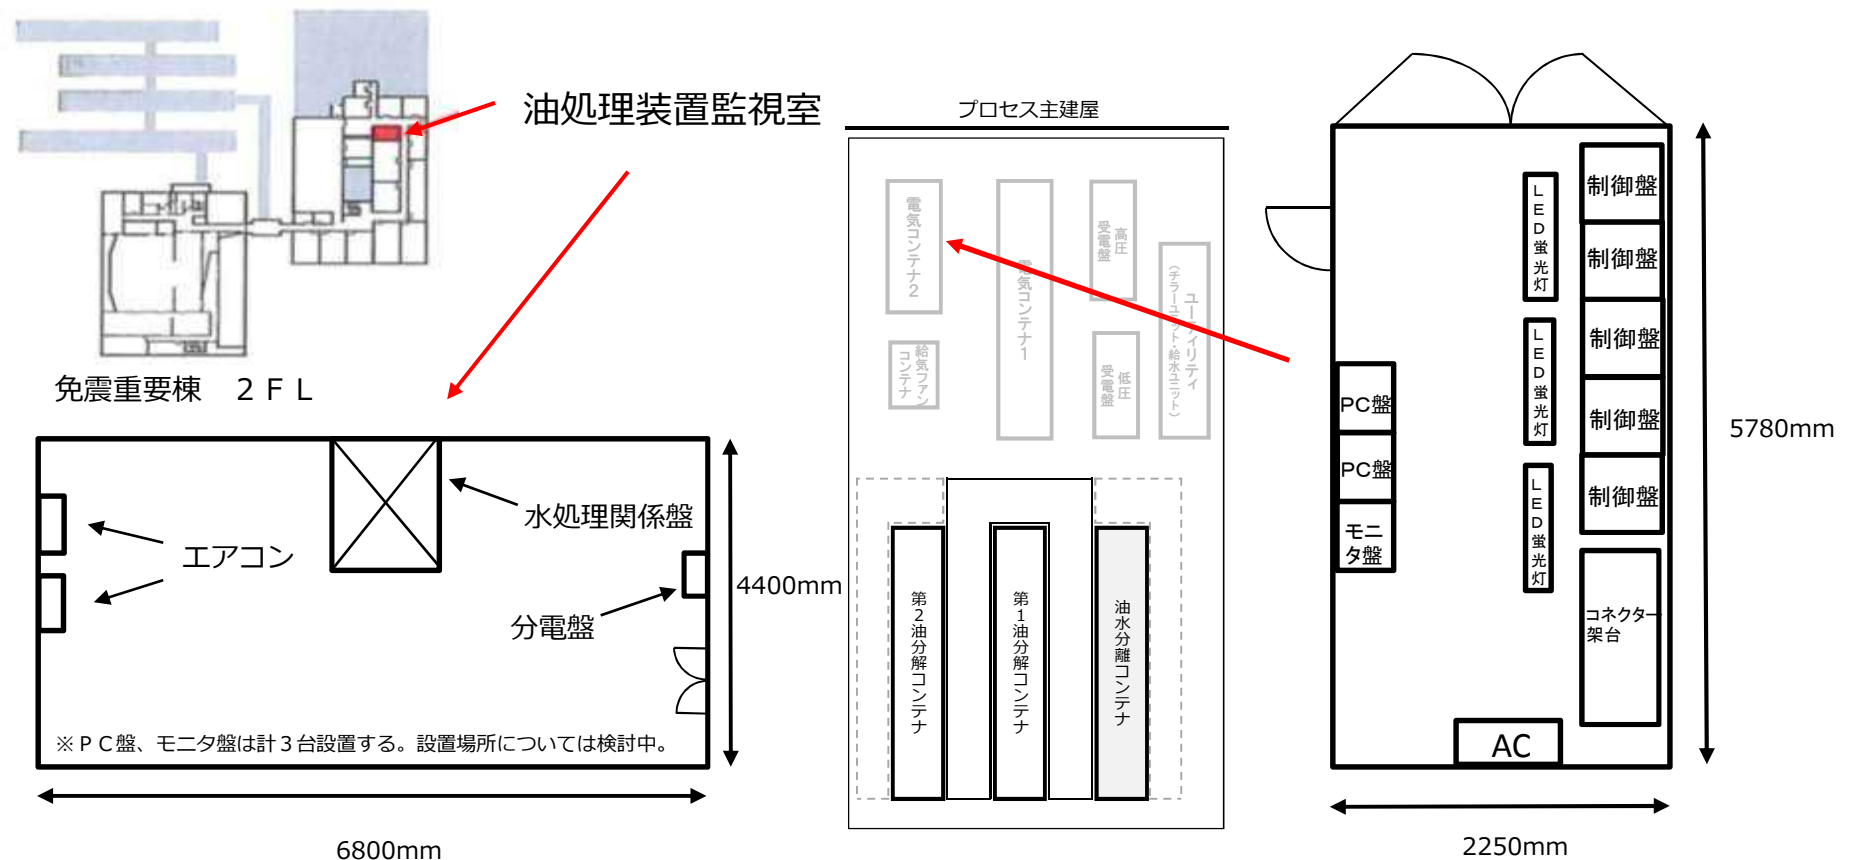 油処理装置監視室
免震重要棟　２ＦＬ
水処理関係盤
エアコン
分電盤
※ＰＣ盤、モニタ盤は計３台設置する。設置場所については検討中。
4400mm
6800mm
プロセス主建屋
電気コンテナ2
電気コンテナ1
高圧
受電盤
ユーティリティ
（チラーユニット・給水ユニット）
給気ファン
コンテナ
低圧
受電盤
第2油分解コンテナ
第1油分解コンテナ
油水分離コンテナ
LED蛍光灯
LED蛍光灯
LED蛍光灯
制御盤
制御盤
制御盤
制御盤
制御盤
PC盤
PC盤
モニ
タ盤
コネクター
架台
AC
5780mm
2250mm